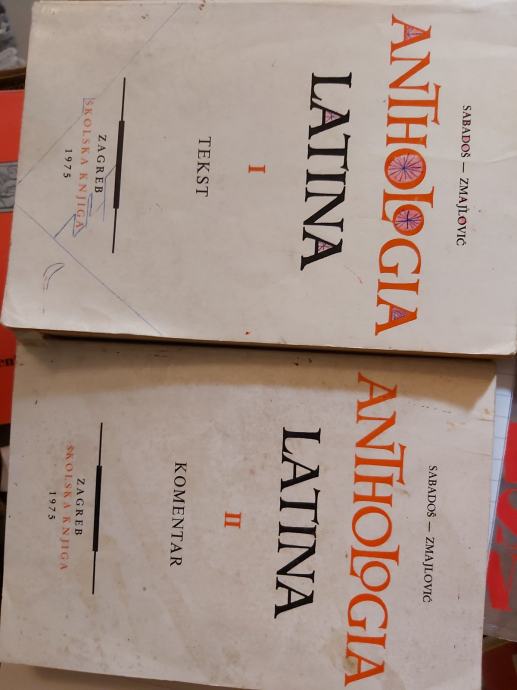 SABADOŠ — ZMAJLOVIĆ
ANTHOLOGIA
LATINA
I
TEKST
ZAGREB
ŠKOLSKA KNJIGA
1975
SABADOŠ — ZMAJLOVIĆ
ANTHOLOGIA
LATINA
II
KOMENTAR
ZAGREB
ŠKOLSKA KNJIGA
1975